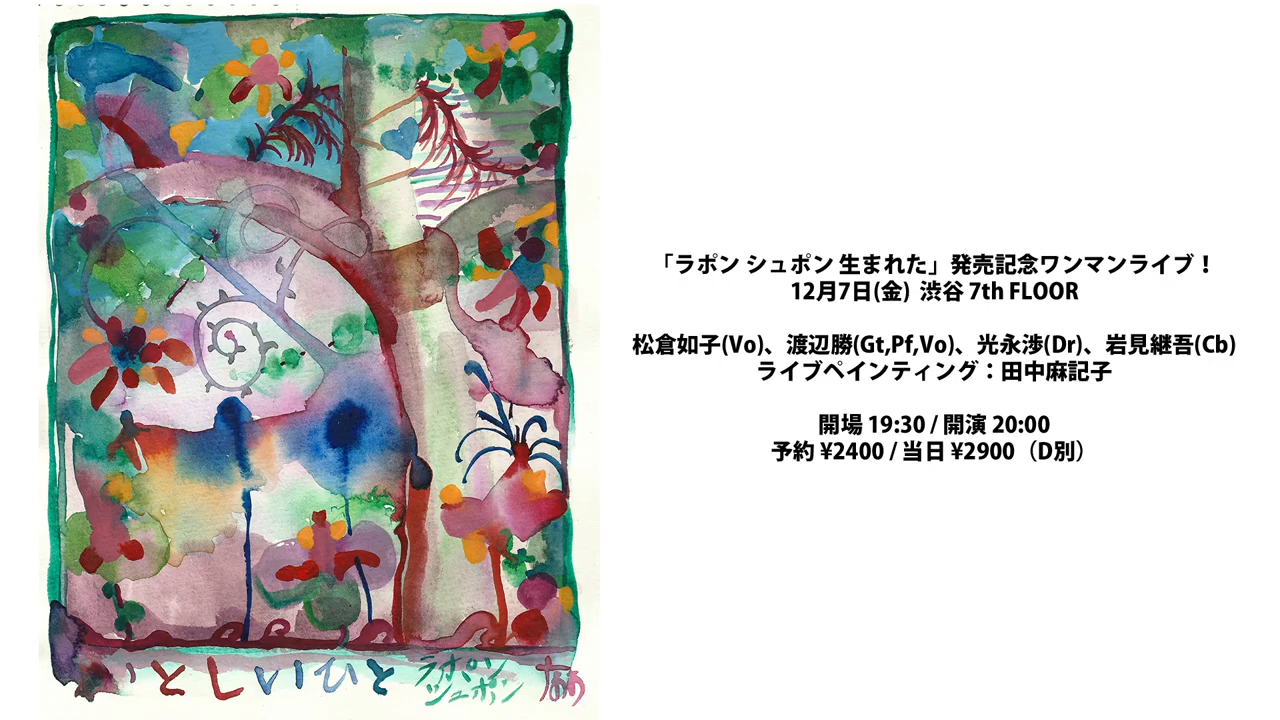 いとしいひと
ラポン
シュポン
「ラポン シュポン 生まれた」発売記念ワンマンライブ！
12月7日(金) 渋谷 7th FLOOR
松倉如子(Vo)、渡辺勝(Gt,Pf,Vo)、光永渉(Dr)、岩見継吾(Cb)
ライブペインティング：田中麻記子
開場 19:30 / 開演 20:00
予約 ¥2400 / 当日 ¥2900（D別）